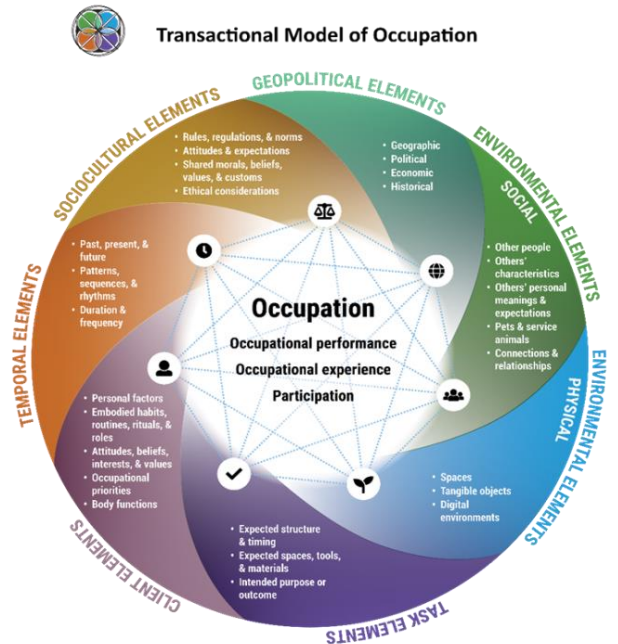 Transactional Model of Occupation
GEOPOLITICAL ELEMENTS
• Geographic
• Political
• Economic
• Historical
ENVIRONMENTAL ELEMENTS
SOCIAL
• Other people
• Others'
characteristics
• Others' personal
meanings &
expectations
• Pets & service
animals
• Connections &
relationships
ENVIRONMENTAL ELEMENTS
PHYSICAL
• Spaces
• Tangible objects
• Digital
environments
TASK ELEMENTS
• Expected structure
& timing
• Expected spaces, tools,
& materials
• Intended purpose or
outcome
CLIENT ELEMENTS
• Personal factors
• Embodied habits,
routines, rituals, &
roles
• Attitudes, beliefs,
interests, & values
• Occupational
priorities
• Body functions
TEMPORAL ELEMENTS
• Past, present, &
future
• Patterns,
sequences, &
rhythms
• Duration &
frequency
SOCIOCULTURAL ELEMENTS
• Rules, regulations, & norms
• Attitudes & expectations
• Shared morals, beliefs,
values, & customs
• Ethical considerations
Occupation
Occupational performance
Occupational experience
Participation